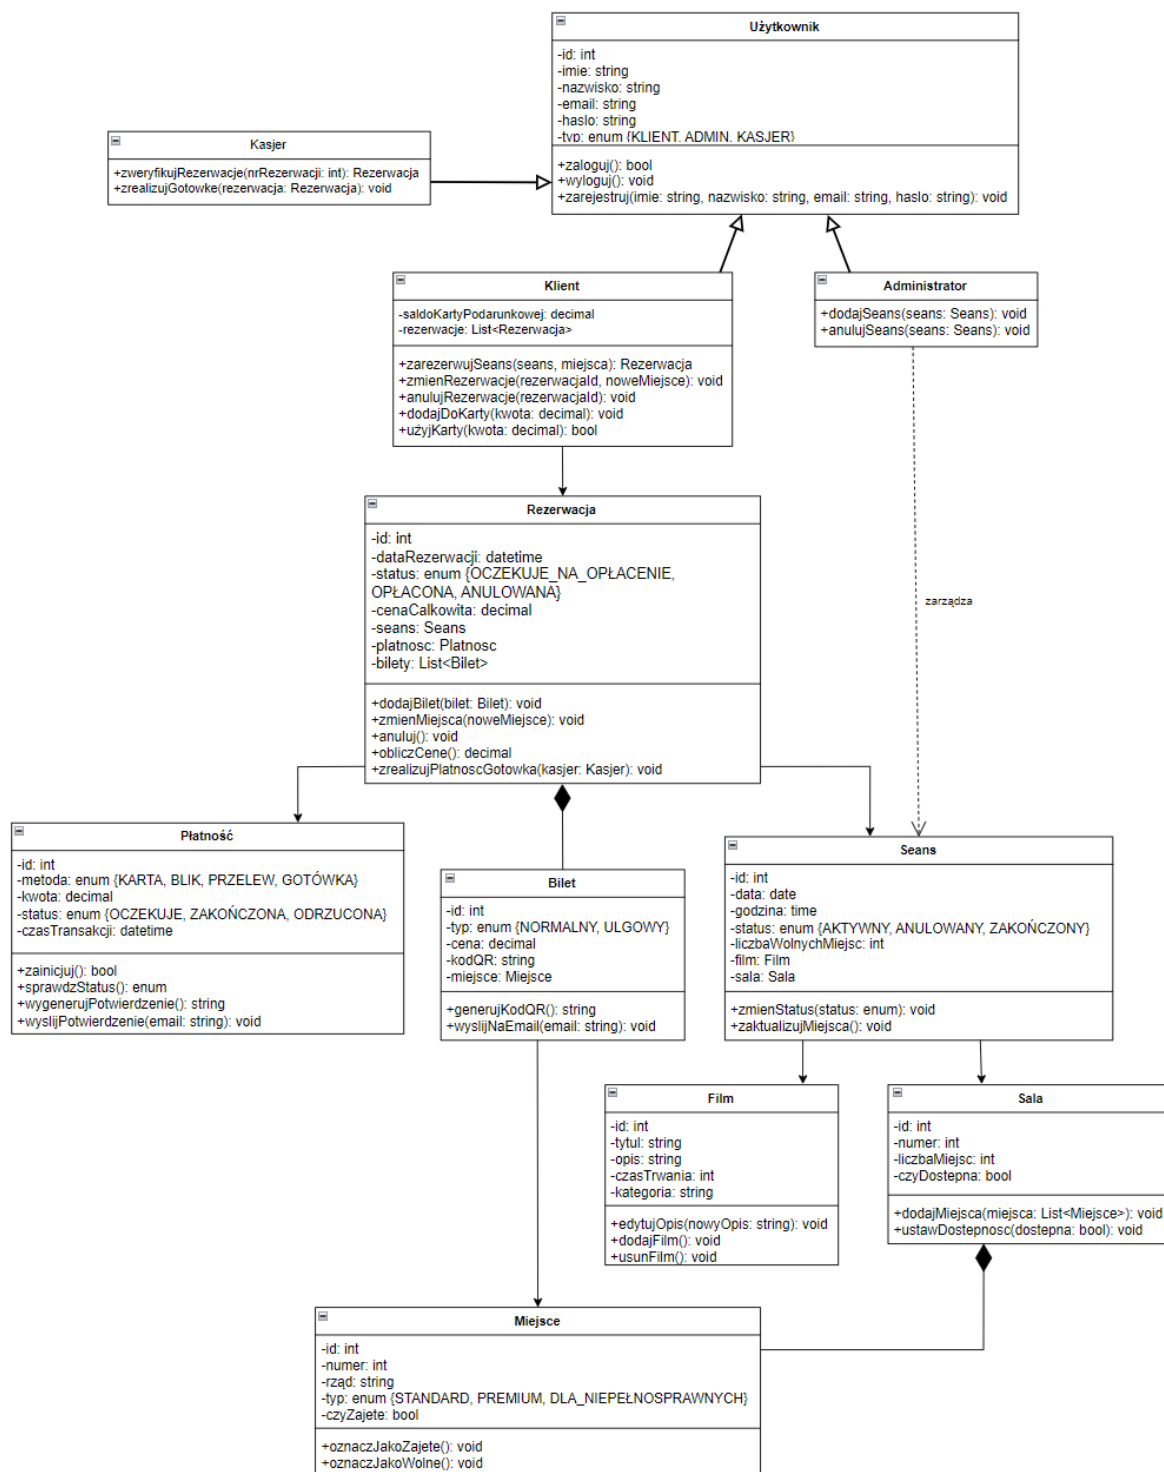 Użytkownik
-id: int
-imie: string
-nazwisko: string
-email: string
-haslo: string
-typ: enum {KLIENT, ADMIN, KASJER}
+zaloguj(): bool
+wyloguj(): void
+zarejestruj(imie: string, nazwisko: string, email: string, haslo: string): void
Kasjer
+zweryfikujRezerwacje(nrRezerwacji: int): Rezerwacja
+zrealizujGotowke(rezerwacja: Rezerwacja): void
Klient
-saldoKartyPodarunkowej: decimal
-rezerwacje: List<Rezerwacja>
+zarezerwujSeans(seans, miejsca): Rezerwacja
+zmienRezerwacje(rezerwacjaId, noweMiejsce): void
+anulujRezerwacje(rezerwacjaId): void
+dodajDoKarty(kwota: decimal): void
+użyjKarty(kwota: decimal): bool
Administrator
+dodajSeans(seans: Seans): void
+anulujSeans(seans: Seans): void
zarządza
Rezerwacja
-id: int
-dataRezerwacji: datetime
-status: enum {OCZEKUJE_NA_OPŁACENIE,
OPŁACONA, ANULOWANA}
-cenaCalkowita: decimal
-seans: Seans
-platnosc: Platnosc
-bilety: List<Bilet>
+dodajBilet(bilet: Bilet): void
+zmienMiejsca(noweMiejsce): void
+anuluj(): void
+obliczCene(): decimal
+zrealizujPlatnoscGotowka(kasjer: Kasjer): void
Płatność
-id: int
-metoda: enum {KARTA, BLIK, PRZELEW, GOTÓWKA}
-kwota: decimal
-status: enum {OCZEKUJE, ZAKOŃCZONA, ODRZUCONA}
-czasTransakcji: datetime
+zainicjuj(): bool
+sprawdzStatus(): enum
+wygenerujPotwierdzenie(): string
+wyslijPotwierdzenie(email: string): void
Bilet
-id: int
-typ: enum {NORMALNY, ULGOWY}
-cena: decimal
-kodQR: string
-miejsce: Miejsce
+generujKodQR(): string
+wyslijNaEmail(email: string): void
Seans
-id: int
-data: date
-godzina: time
-status: enum {AKTYWNY, ANULOWANY, ZAKOŃCZONY}
-liczbaWolnychMiejsc: int
-film: Film
-sala: Sala
+zmienStatus(status: enum): void
+zaktualizujMiejsca(): void
Film
-id: int
-tytul: string
-opis: string
-czasTrwania: int
-kategoria: string
+edytujOpis(nowyOpis: string): void
+dodajFilm(): void
+usunFilm(): void
Sala
-id: int
-numer: int
-liczbaMiejsc: int
-czyDostepna: bool
+dodajMiejsca(miejsca: List<Miejsce>): void
+ustawDostepnosc(dostepna: bool): void
Miejsce
-id: int
-numer: int
-rząd: string
-typ: enum {STANDARD, PREMIUM, DLA_NIEPEŁNOSPRAWNYCH}
-czyZajete: bool
+oznaczJakoZajete(): void
+oznaczJakoWolne(): void